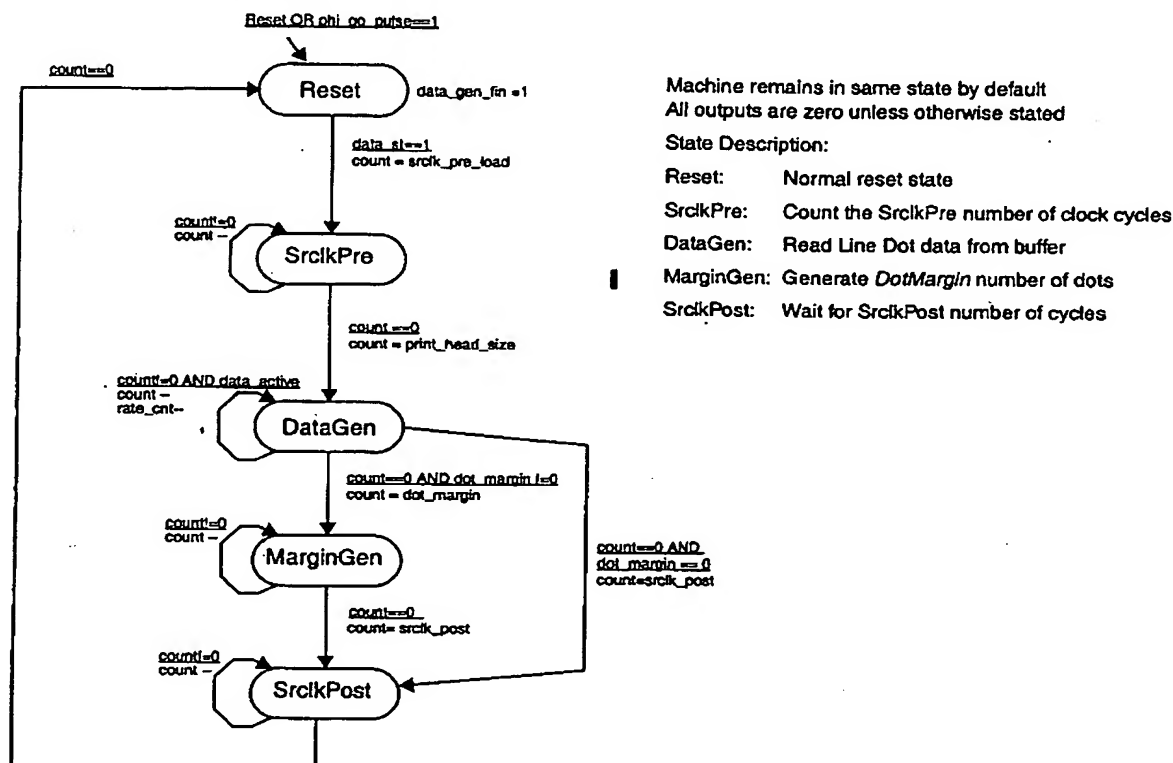 Reset OR phi_go_pulse==1
count==0
Reset
data_gen_fin =1
data_st==1
count = srclk_pre_load
count!=0
count --
SrclkPre
count ==0
count = print_head_size
count!=0 AND data_active
count --
rate_cnt--
DataGen
count==0 AND dot_margin !=0
count = dot_margin
count!=0
count --
MarginGen
count==0 AND
dot_margin == 0
count=srclk_post
count==0
count= srclk_post
count!=0
count --
SrclkPost
Machine remains in same state by default
All outputs are zero unless otherwise stated
State Description:
Reset: Normal reset state
SrclkPre: Count the SrclkPre number of clock cycles
DataGen: Read Line Dot data from buffer
MarginGen: Generate DotMargin number of dots
SrclkPost: Wait for SrclkPost number of cycles